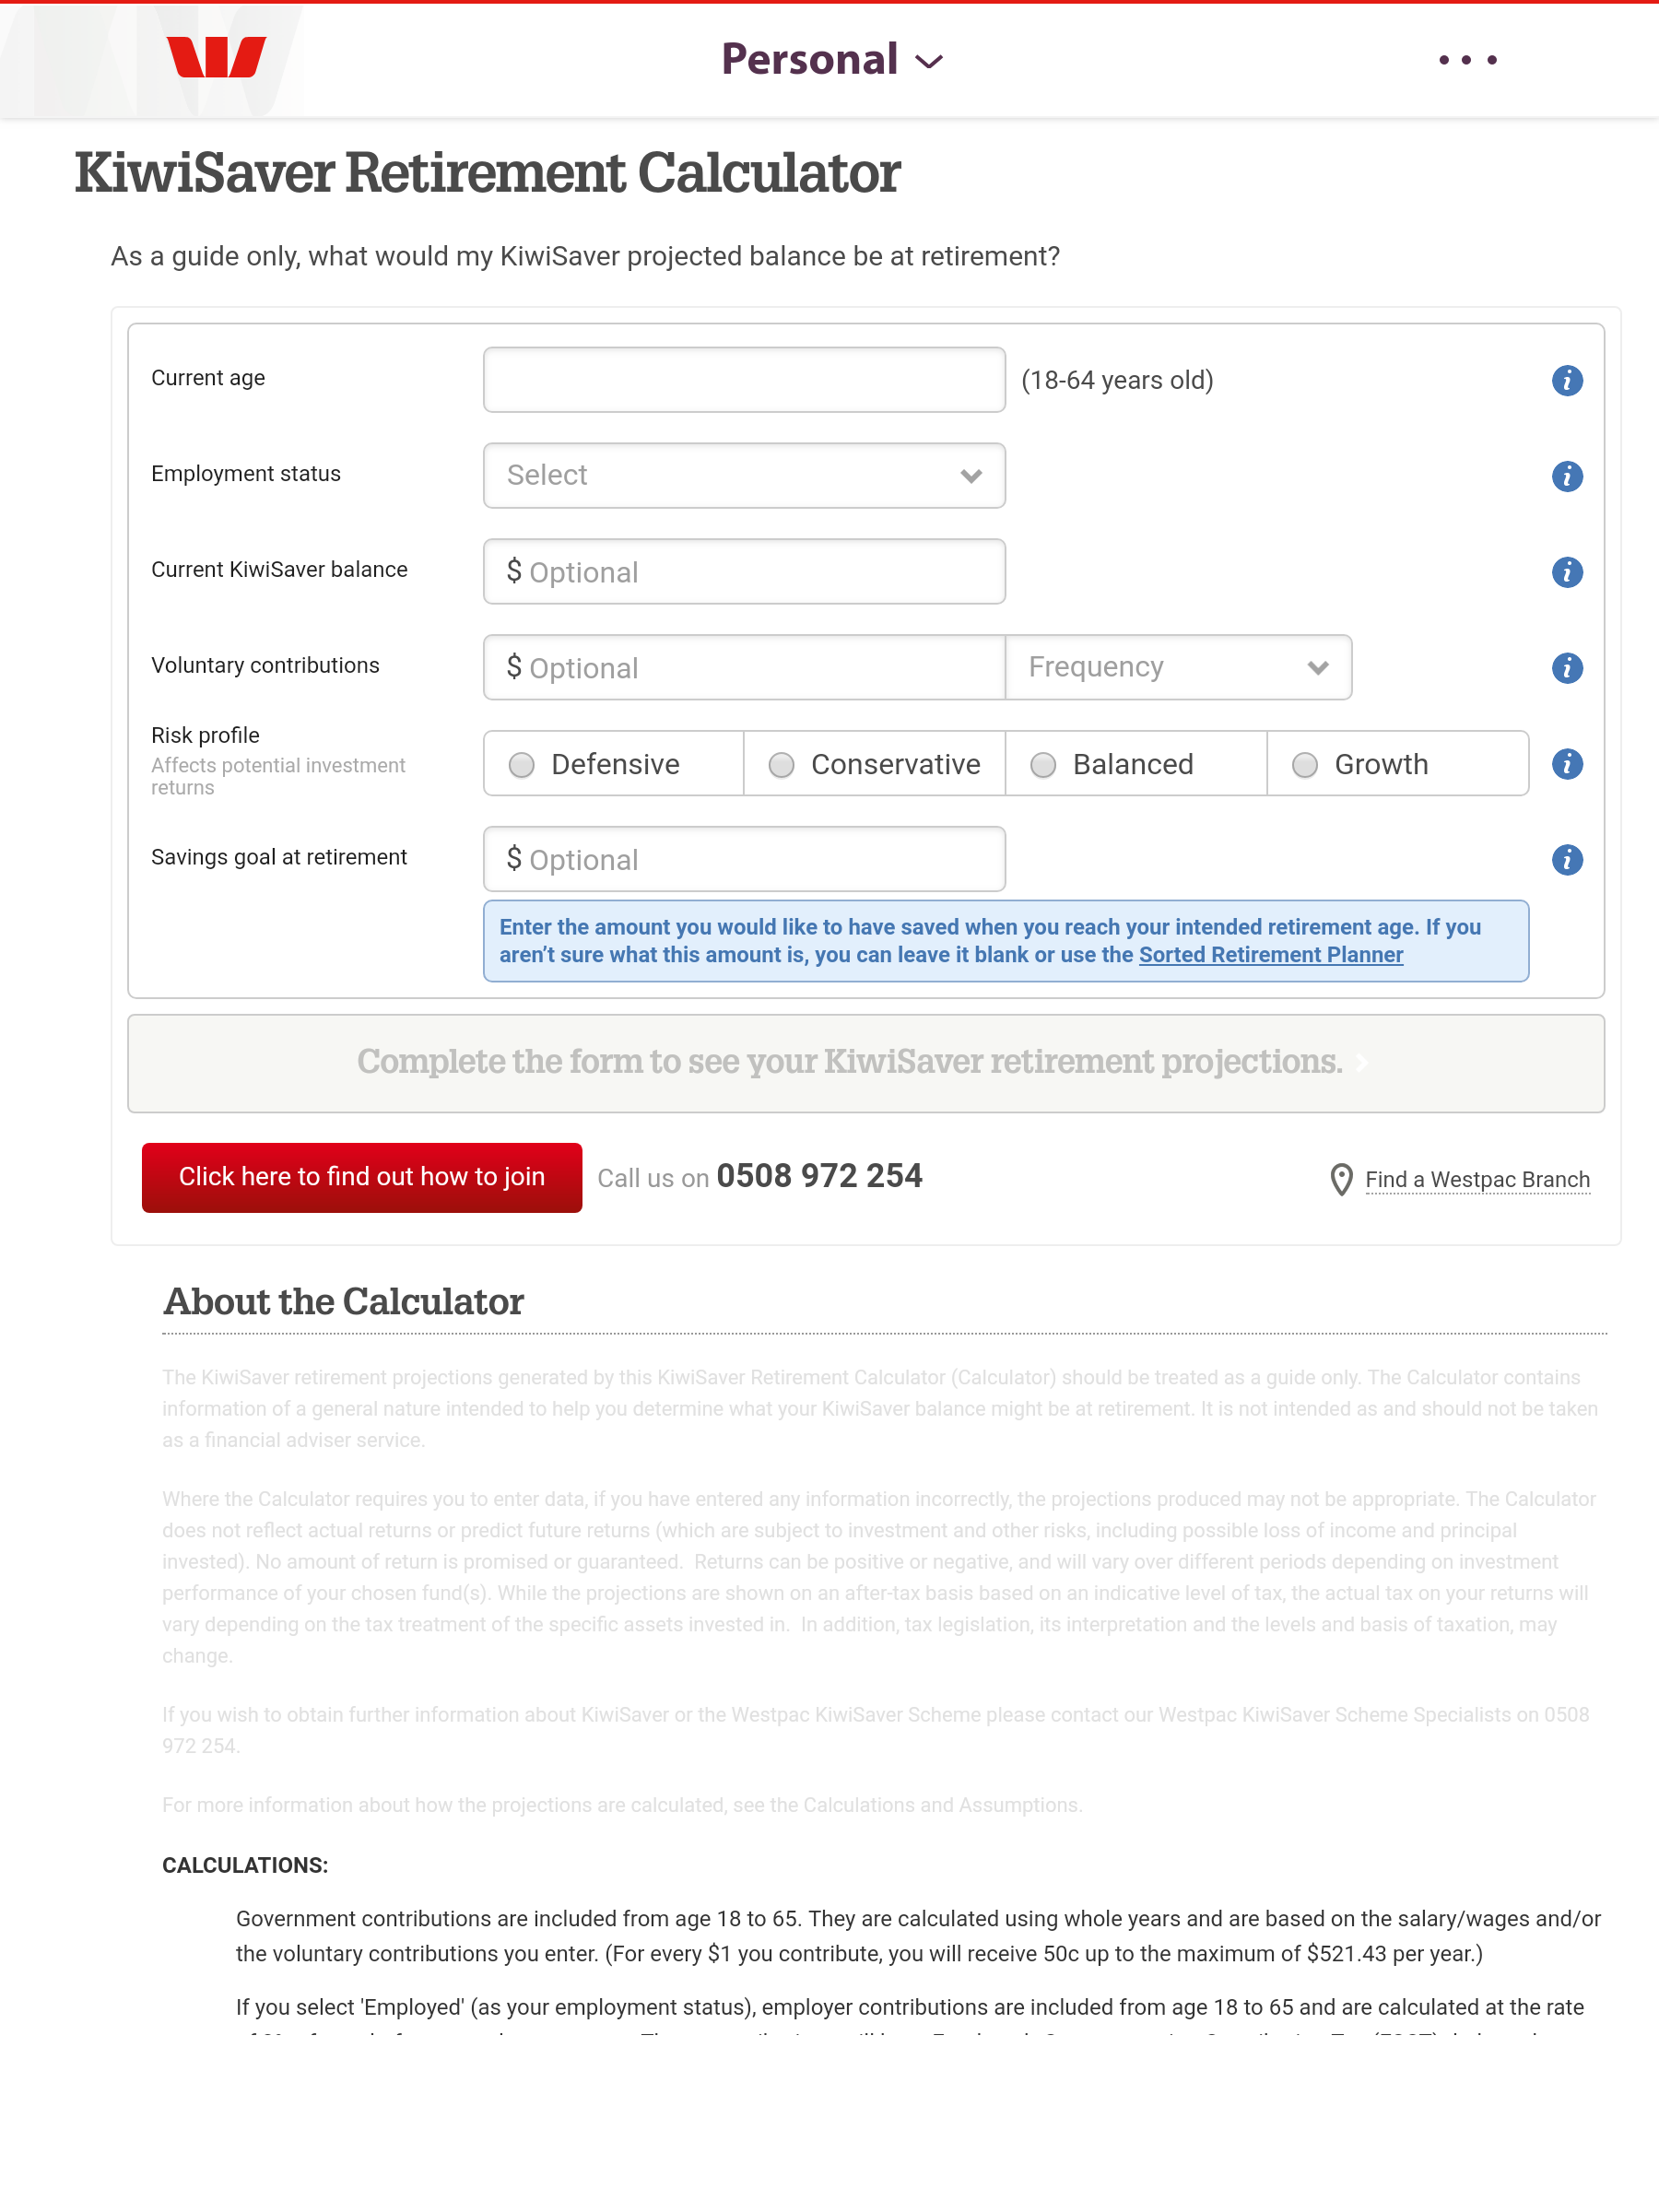 Personal
KiwiSaver Retirement Calculator
As a guide only, what would my KiwiSaver projected balance be at retirement?
Current age
(18-64 years old)
Employment status
Select
Current KiwiSaver balance
$ Optional
Voluntary contributions
$ Optional
Frequency
Risk profile
Affects potential investment
returns
Defensive
Conservative
Balanced
Growth
Savings goal at retirement
$ Optional
Enter the amount you would like to have saved when you reach your intended retirement age. If you
aren’t sure what this amount is, you can leave it blank or use the Sorted Retirement Planner
Complete the form to see your KiwiSaver retirement projections.
Click here to find out how to join
Call us on 0508 972 254
Find a Westpac Branch
About the Calculator
The KiwiSaver retirement projections generated by this KiwiSaver Retirement Calculator (Calculator) should be treated as a guide only. The Calculator contains
information of a general nature intended to help you determine what your KiwiSaver balance might be at retirement. It is not intended as and should not be taken
as a financial adviser service.
Where the Calculator requires you to enter data, if you have entered any information incorrectly, the projections produced may not be appropriate. The Calculator
does not reflect actual returns or predict future returns (which are subject to investment and other risks, including possible loss of income and principal
invested). No amount of return is promised or guaranteed.  Returns can be positive or negative, and will vary over different periods depending on investment
performance of your chosen fund(s). While the projections are shown on an after-tax basis based on an indicative level of tax, the actual tax on your returns will
vary depending on the tax treatment of the specific assets invested in.  In addition, tax legislation, its interpretation and the levels and basis of taxation, may
change.
If you wish to obtain further information about KiwiSaver or the Westpac KiwiSaver Scheme please contact our Westpac KiwiSaver Scheme Specialists on 0508
972 254.
For more information about how the projections are calculated, see the Calculations and Assumptions.
CALCULATIONS:
Government contributions are included from age 18 to 65. They are calculated using whole years and are based on the salary/wages and/or
the voluntary contributions you enter. (For every $1 you contribute, you will receive 50c up to the maximum of $521.43 per year.)
If you select 'Employed' (as your employment status), employer contributions are included from age 18 to 65 and are calculated at the rate